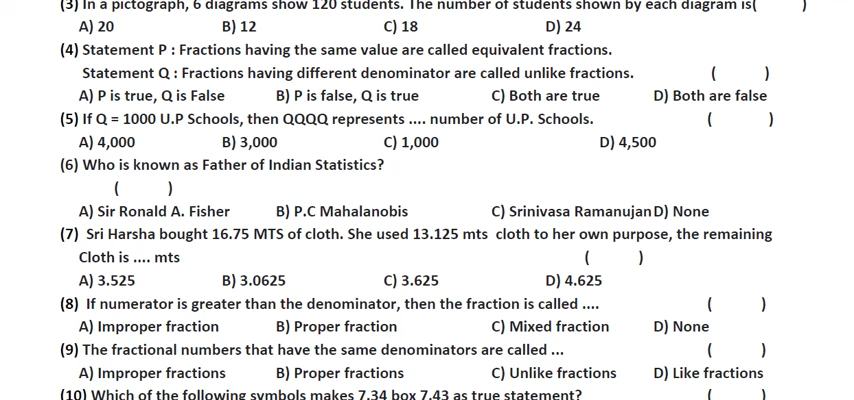 (3) In a pictograph, 6 diagrams show 120 students. The number of students shown by each diagram is( )
A) 20 B) 12 C) 18 D) 24
(4) Statement P : Fractions having the same value are called equivalent fractions.
Statement Q : Fractions having different denominator are called unlike fractions. ( )
A) P is true, Q is False B) P is false, Q is true C) Both are true D) Both are false
(5) If Q = 1000 U.P Schools, then QQQQ represents .... number of U.P. Schools. ( )
A) 4,000 B) 3,000 C) 1,000 D) 4,500
(6) Who is known as Father of Indian Statistics?
( )
A) Sir Ronald A. Fisher B) P.C Mahalanobis C) Srinivasa Ramanujan D) None
(7) Sri Harsha bought 16.75 MTS of cloth. She used 13.125 mts cloth to her own purpose, the remaining
Cloth is .... mts ( )
A) 3.525 B) 3.0625 C) 3.625 D) 4.625
(8) If numerator is greater than the denominator, then the fraction is called .... ( )
A) Improper fraction B) Proper fraction C) Mixed fraction D) None
(9) The fractional numbers that have the same denominators are called ... ( )
A) Improper fractions B) Proper fractions C) Unlike fractions D) Like fractions
(10) Which of the following symbols makes 7.34 box 7.43 as true statement? ( )